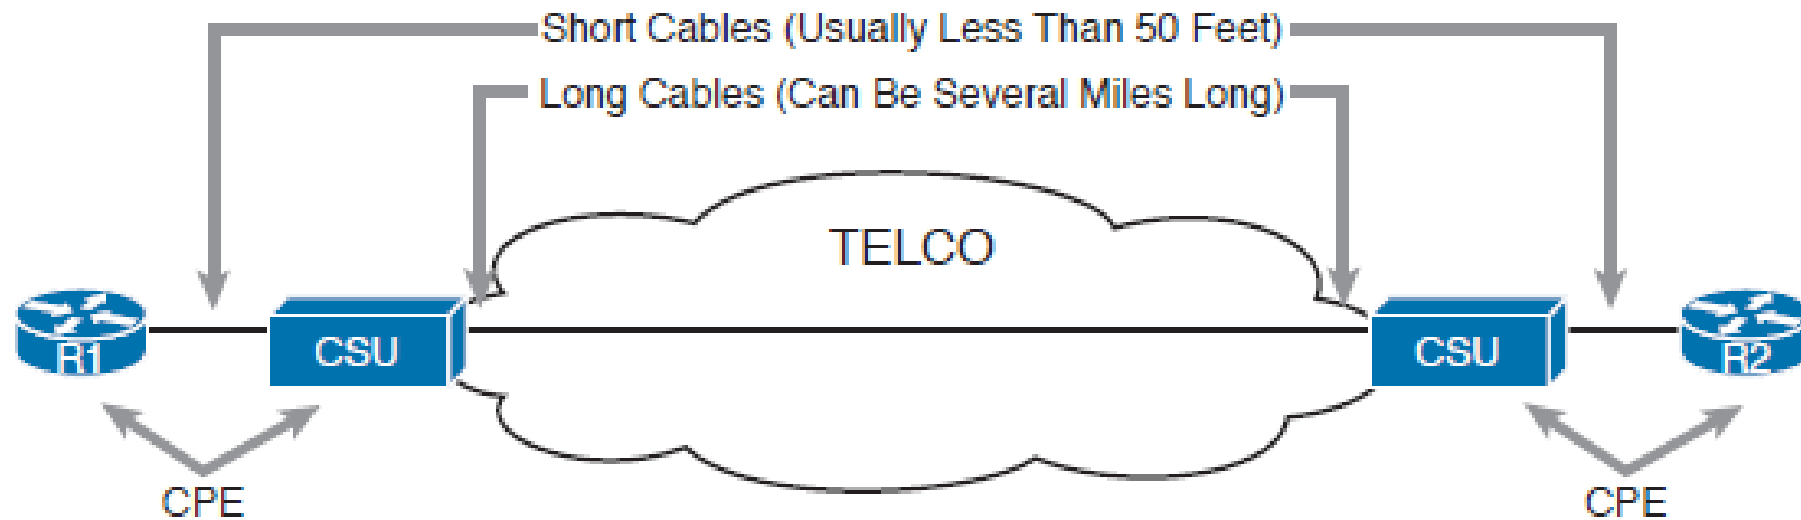 Short Cables (Usually Less Than 50 Feet)
Long Cables (Can Be Several Miles Long)
TELCO
R1
CSU
CSU
R2
CPE
CPE